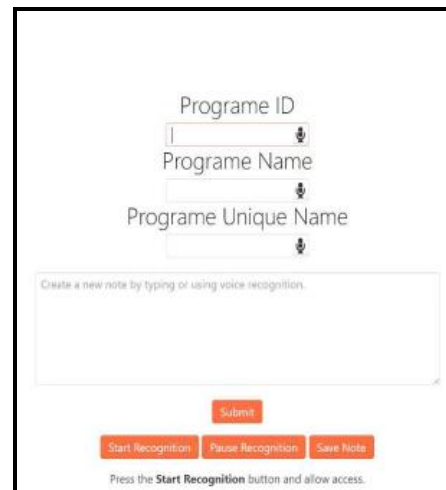 Programe ID
Programe Name
Programe Unique Name
Create a new note by typing or using voice recognition.
Submit
Start Recognition Pause Recognition Save Note
Press the Start Recognition button and allow access.